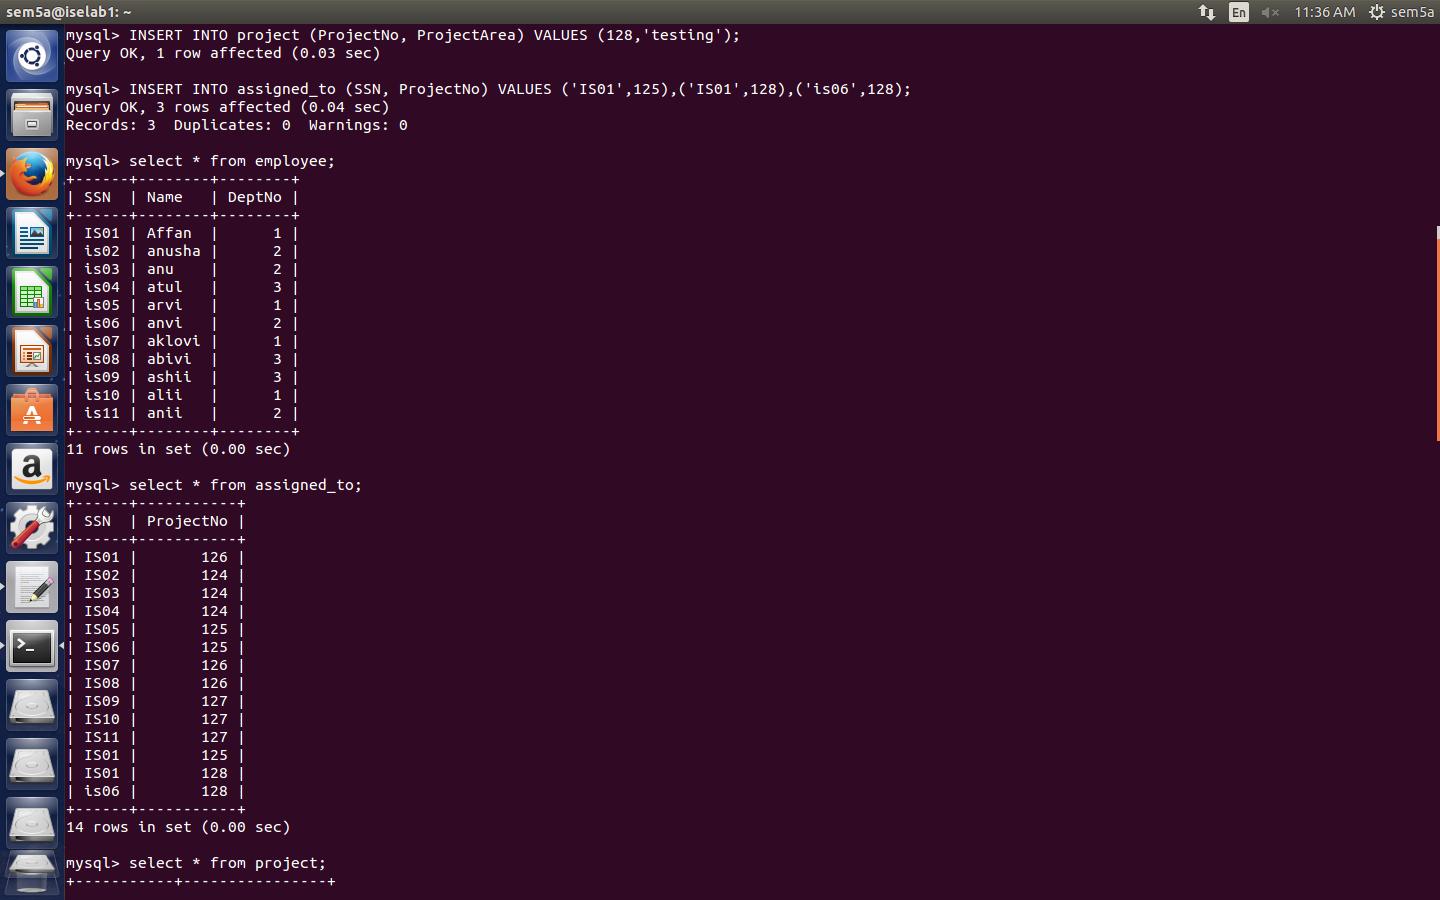 sem5a@iselab1: ~
En
11:36 AM
sem5a
mysql> INSERT INTO project (ProjectNo, ProjectArea) VALUES (128,'testing');
Query OK, 1 row affected (0.03 sec)
mysql> INSERT INTO assigned_to (SSN, ProjectNo) VALUES ('IS01',125),('IS01',128),('is06',128);
Query OK, 3 rows affected (0.04 sec)
Records: 3  Duplicates: 0  Warnings: 0
mysql> select * from employee;
+------+--------+--------+
| SSN  | Name   | DeptNo |
+------+--------+--------+
| IS01 | Affan  |      1 |
| is02 | anusha |      2 |
| is03 | anu    |      2 |
| is04 | atul   |      3 |
| is05 | arvi   |      1 |
| is06 | anvi   |      2 |
| is07 | aklovi |      1 |
| is08 | abivi  |      3 |
| is09 | ashii  |      3 |
| is10 | alii   |      1 |
| is11 | anii   |      2 |
+------+--------+--------+
11 rows in set (0.00 sec)
mysql> select * from assigned_to;
+------+-----------+
| SSN  | ProjectNo |
+------+-----------+
| IS01 |       126 |
| IS02 |       124 |
| IS03 |       124 |
| IS04 |       124 |
| IS05 |       125 |
| IS06 |       125 |
| IS07 |       126 |
| IS08 |       126 |
| IS09 |       127 |
| IS10 |       127 |
| IS11 |       127 |
| IS01 |       125 |
| IS01 |       128 |
| is06 |       128 |
+------+-----------+
14 rows in set (0.00 sec)
mysql> select * from project;
+-----------+----------------+